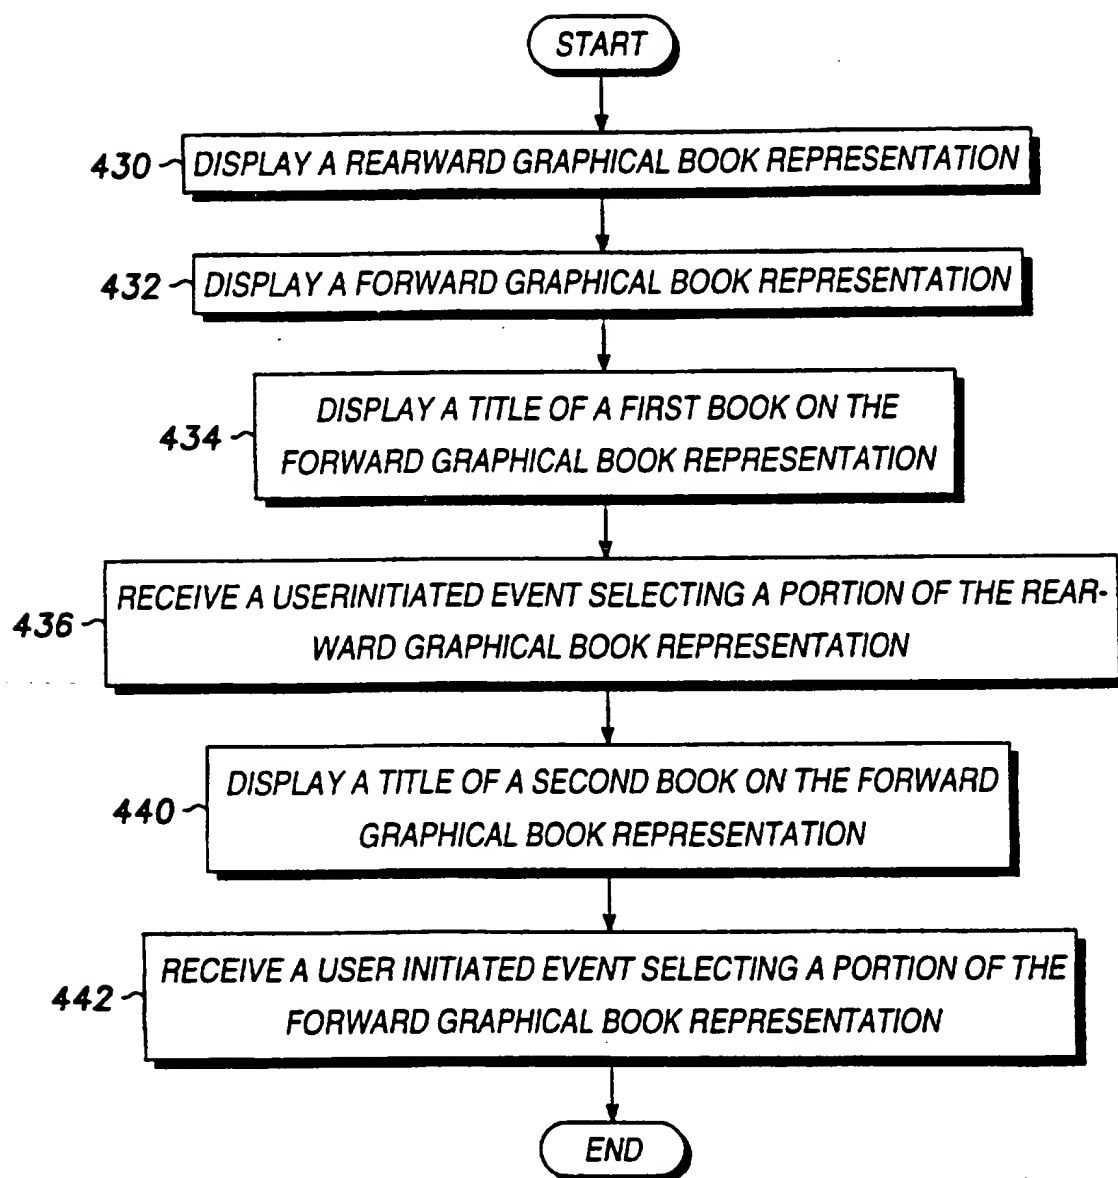 START
430 DISPLAY A REARWARD GRAPHICAL BOOK REPRESENTATION
432 DISPLAY A FORWARD GRAPHICAL BOOK REPRESENTATION
434 DISPLAY A TITLE OF A FIRST BOOK ON THE
FORWARD GRAPHICAL BOOK REPRESENTATION
436 RECEIVE A USERINITIATED EVENT SELECTING A PORTION OF THE REAR-
WARD GRAPHICAL BOOK REPRESENTATION
440 DISPLAY A TITLE OF A SECOND BOOK ON THE FORWARD
GRAPHICAL BOOK REPRESENTATION
442 RECEIVE A USER INITIATED EVENT SELECTING A PORTION OF THE
FORWARD GRAPHICAL BOOK REPRESENTATION
END